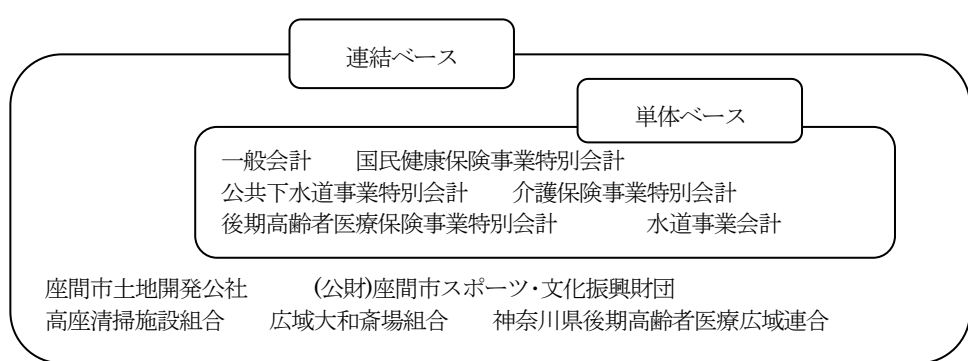 連結ベース
単体ベース
一般会計　　国民健康保険事業特別会計
公共下水道事業特別会計　　介護保険事業特別会計
後期高齢者医療保険事業特別会計　　　　水道事業会計
座間市土地開発公社　　　(公財)座間市スポーツ・文化振興財団
高座清掃施設組合　　広域大和斎場組合　　神奈川県後期高齢者医療広域連合